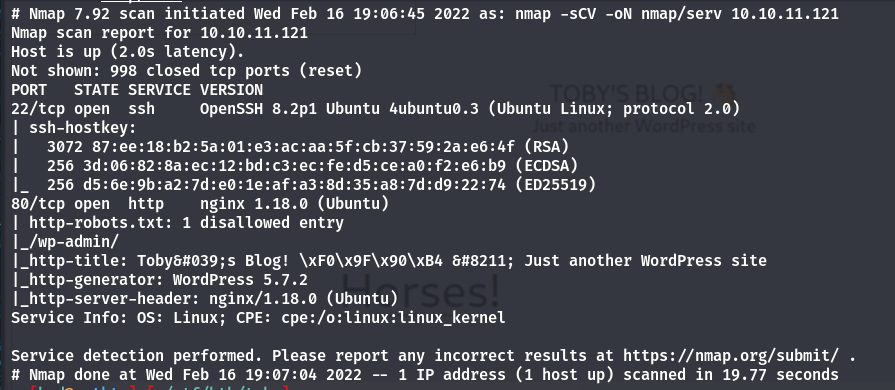 # Nmap 7.92 scan initiated Wed Feb 16 19:06:45 2022 as: nmap -sCV -oN nmap/serv 10.10.11.121
Nmap scan report for 10.10.11.121
Host is up (2.0s latency).
Not shown: 998 closed tcp ports (reset)
PORT   STATE SERVICE VERSION
TOBY'S BLOG! 🐴
22/tcp open  ssh     OpenSSH 8.2p1 Ubuntu 4ubuntu0.3 (Ubuntu Linux; protocol 2.0)
Just another WordPress site
| ssh-hostkey:
|   3072 87:ee:18:b2:5a:01:e3:ac:aa:5f:cb:37:59:2a:e6:4f (RSA)
|   256 3d:06:82:8a:ec:12:bd:c3:ec:fe:d5:ce:a0:f2:e6:b9 (ECDSA)
|_  256 d5:6e:9b:a2:7d:e0:1e:af:a3:8d:35:a8:7d:d9:22:74 (ED25519)
80/tcp open  http    nginx 1.18.0 (Ubuntu)
| http-robots.txt: 1 disallowed entry
|_/wp-admin/
|_http-title: Toby&#039;s Blog! \xF0\x9F\x90\xB4 &#8211; Just another WordPress site
|_http-generator: WordPress 5.7.2
Horses!
|_http-server-header: nginx/1.18.0 (Ubuntu)
Service Info: OS: Linux; CPE: cpe:/o:linux:linux_kernel
Service detection performed. Please report any incorrect results at https://nmap.org/submit/ .
# Nmap done at Wed Feb 16 19:07:04 2022 -- 1 IP address (1 host up) scanned in 19.77 seconds